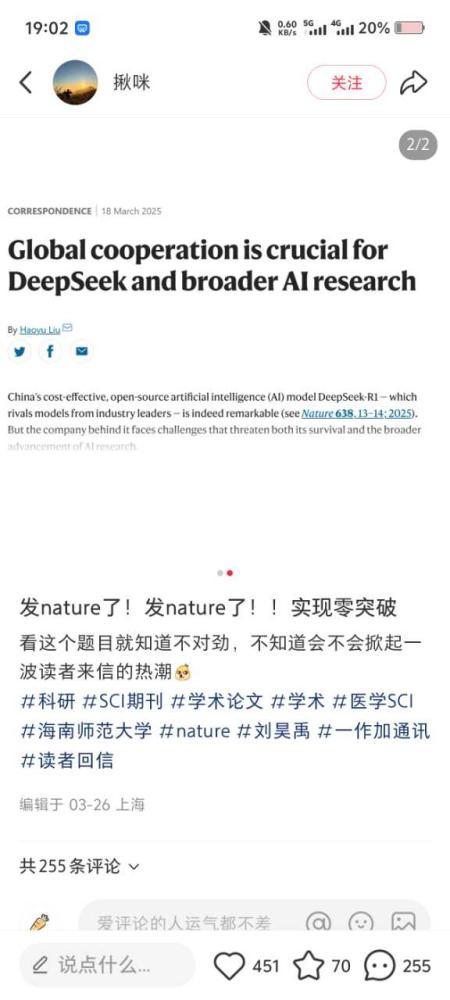 19:02
0.60 KB/s 5G 4G 20%
揪咪
关注
2/2
CORRESPONDENCE | 18 March 2025
Global cooperation is crucial for
DeepSeek and broader AI research
By Haoyu Liu
China's cost-effective, open-source artificial intelligence (AI) model DeepSeek-R1 — which
rivals models from industry leaders — is indeed remarkable (see Nature 638, 13–14; 2025).
But the company behind it faces challenges that threaten both its survival and the broader
advancement of AI research.
发nature了！发nature了！！实现零突破
看这个题目就知道不对劲，不知道会不会掀起一
波读者来信的热潮
#科研 #SCI期刊 #学术论文 #学术 #医学SCI
#海南师范大学 #nature #刘昊禹 #一作加通讯
#读者回信
编辑于 03-26 上海
共255条评论
爱评论的人运气都不差
说点什么...
451
70
255